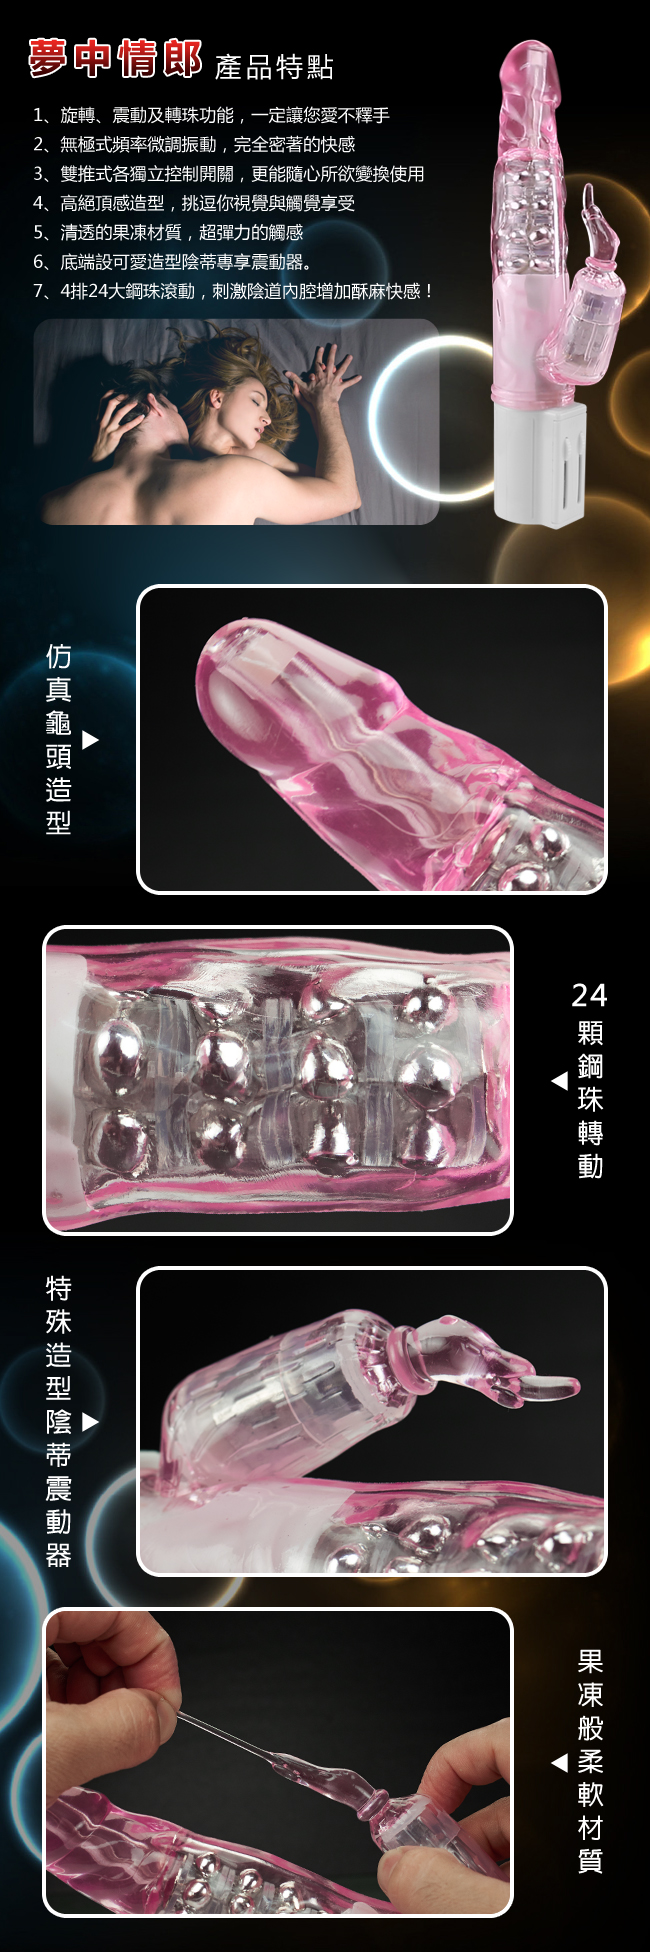 夢中情郎 產品特點
1、旋轉、震動及轉珠功能，一定讓您愛不釋手
2、無極式頻率微調振動，完全密著的快感
3、雙推式各獨立控制開關，更能隨心所欲變換使用
4、高絕頂感造型，挑逗你視覺與觸覺享受
5、清透的果凍材質，超彈力的觸感
6、底端設可愛造型陰蒂專享震動器。
7、4排24大鋼珠滾動，刺激陰道內腔增加酥麻快感！
仿真龜頭造型
24顆鋼珠轉動
特殊造型陰蒂震動器
果凍般柔軟材質